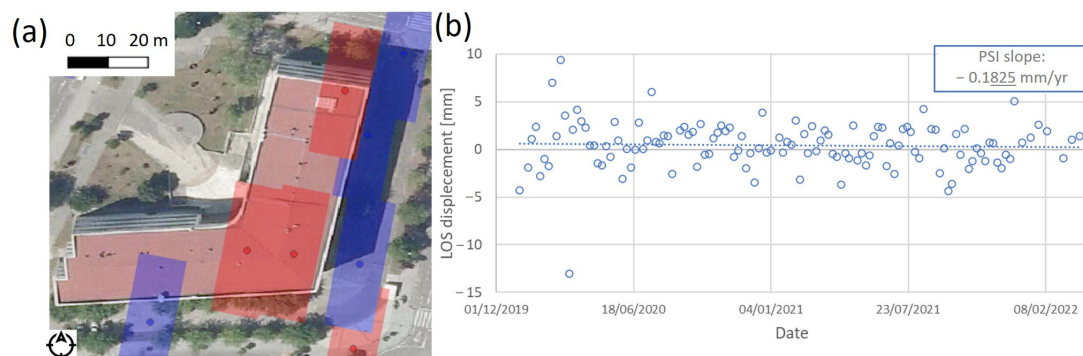 (a)
0 10 20 m
(b)
PSI slope:
− 0.1825 mm/yr
LOS displecement [mm]
10
5
0
−5
−10
−15
01/12/2019 18/06/2020 04/01/2021 23/07/2021 08/02/2022
Date